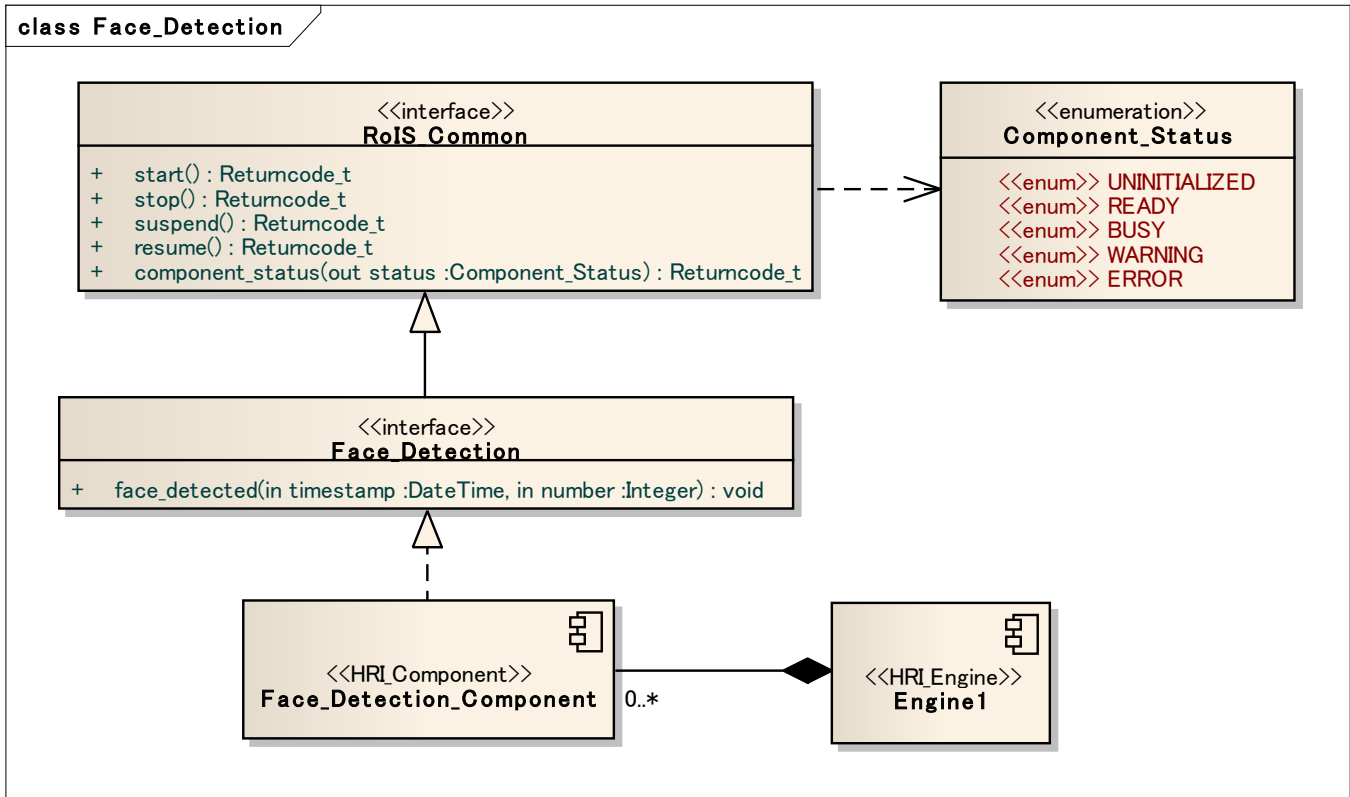 class Face_Detection
<<interface>>
RoIS_Common
+ start() : Returncode_t
+ stop() : Returncode_t
+ suspend() : Returncode_t
+ resume() : Returncode_t
+ component_status(out status :Component_Status) : Returncode_t
<<enumeration>>
Component_Status
<<enum>> UNINITIALIZED
<<enum>> READY
<<enum>> BUSY
<<enum>> WARNING
<<enum>> ERROR
<<interface>>
Face_Detection
+ face_detected(in timestamp :DateTime, in number :Integer) : void
<<HRI_Component>>
Face_Detection_Component
0..*
<<HRI_Engine>>
Engine1